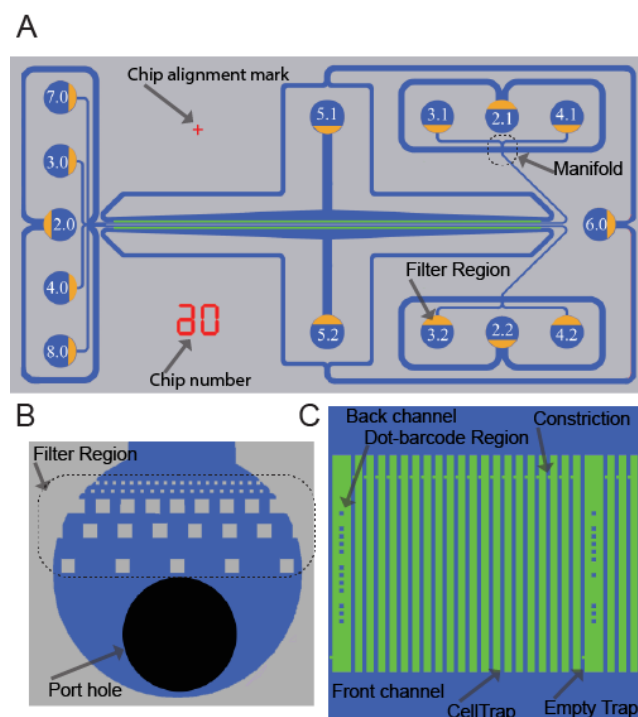 A
Chip alignment mark
7.0
3.0
2.0
4.0
8.0
5.1
5.2
3.1
2.1
4.1
Manifold
6.0
Filter Region
3.2
2.2
4.2
30
Chip number
B
Filter Region
Port hole
C
Back channel
Dot-barcode Region
Constriction
Front channel
CellTrap
Empty Trap